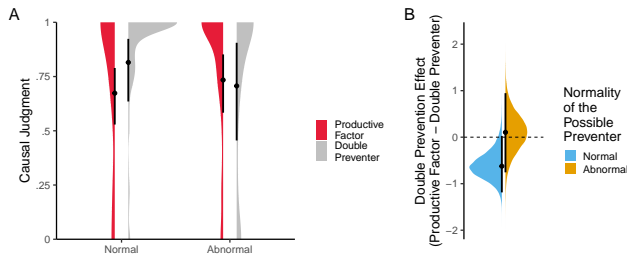 A
Causal Judgment
1
.75
.5
.25
0
Normal
Abnormal
Productive
Factor
Double
Preventer
B
Double Prevention Effect
(Productive Factor − Double Preventer)
2
1
0
−1
−2
Normality
of the
Possible
Preventer
Normal
Abnormal